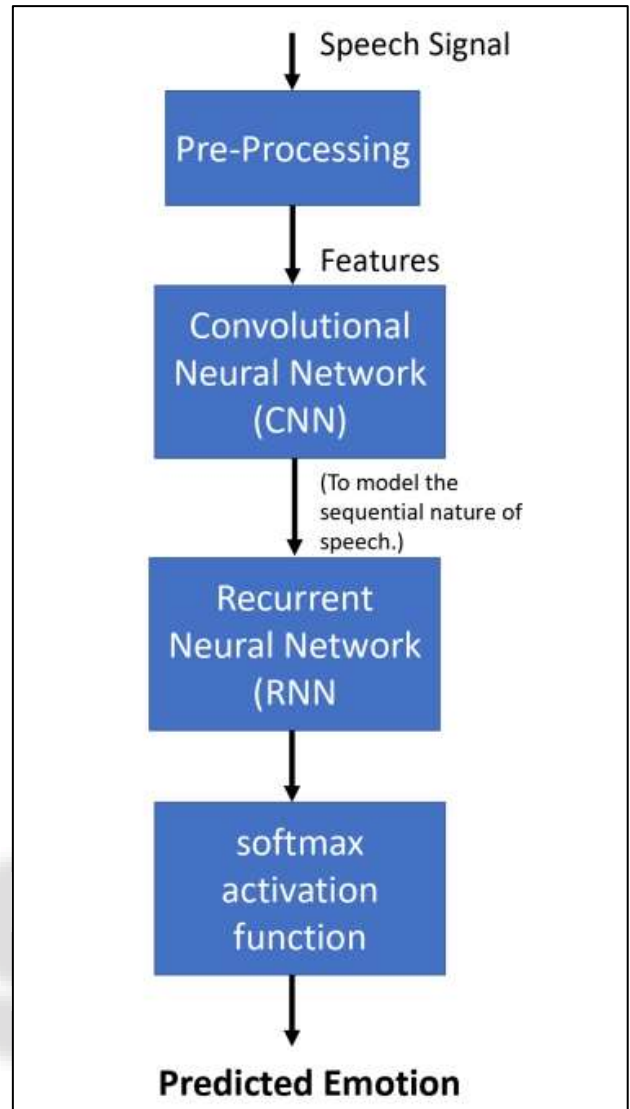 Speech Signal
Pre-Processing
Features
Convolutional
Neural Network
(CNN)
(To model the
sequential nature of
speech.)
Recurrent
Neural Network
(RNN
softmax
activation
function
Predicted Emotion